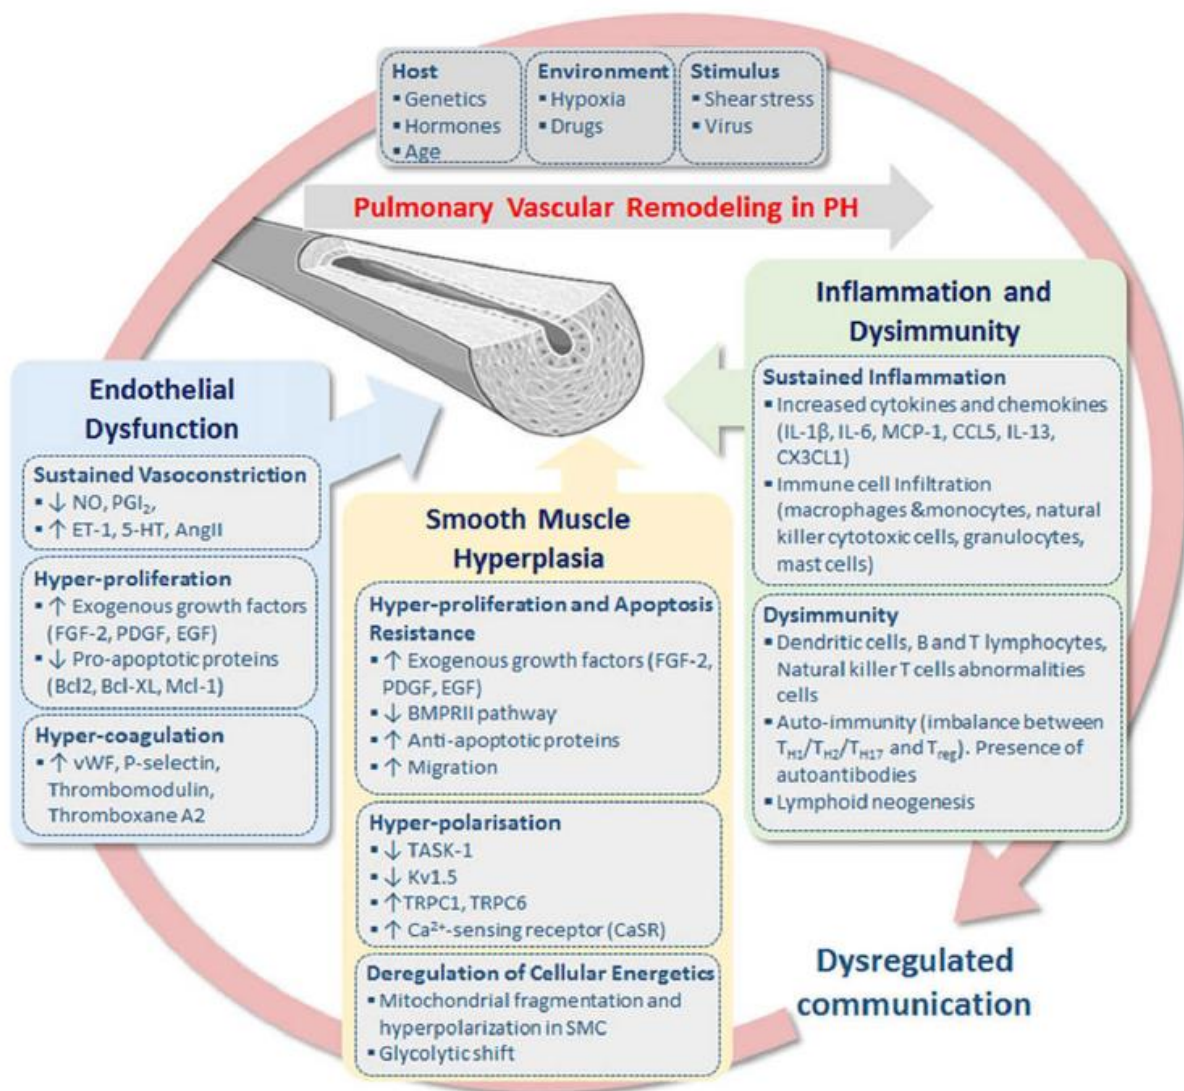 Host
▪ Genetics
▪ Hormones
▪ Age
Environment
▪ Hypoxia
▪ Drugs
Stimulus
▪ Shear stress
▪ Virus
Pulmonary Vascular Remodeling in PH
Endothelial
Dysfunction
Sustained Vasoconstriction
▪ ↓ NO, PGI₂,
▪ ↑ ET-1, 5-HT, AngII
Hyper-proliferation
▪ ↑ Exogenous growth factors
(FGF-2, PDGF, EGF)
▪ ↓ Pro-apoptotic proteins
(Bcl2, Bcl-XL, Mcl-1)
Hyper-coagulation
▪ ↑ vWF, P-selectin,
Thrombomodulin,
Thromboxane A2
Smooth Muscle
Hyperplasia
Hyper-proliferation and Apoptosis
Resistance
▪ ↑ Exogenous growth factors (FGF-2,
PDGF, EGF)
▪ ↓ BMPRII pathway
▪ ↑ Anti-apoptotic proteins
▪ ↑ Migration
Hyper-polarisation
▪ ↓ TASK-1
▪ ↓ Kv1.5
▪ ↑TRPC1, TRPC6
▪ ↑ Ca²⁺-sensing receptor (CaSR)
Deregulation of Cellular Energetics
▪ Mitochondrial fragmentation and
hyperpolarization in SMC
▪ Glycolytic shift
Inflammation and
Dysimmunity
Sustained Inflammation
▪ Increased cytokines and chemokines
(IL-1β, IL-6, MCP-1, CCL5, IL-13,
CX3CL1)
▪ Immune cell Infiltration
(macrophages &monocytes, natural
killer cytotoxic cells, granulocytes,
mast cells)
Dysimmunity
▪ Dendritic cells, B and T lymphocytes,
Natural killer T cells abnormalities
cells
▪ Auto-immunity (imbalance between
T_H1/T_H2/T_H17 and T_reg). Presence of
autoantibodies
▪ Lymphoid neogenesis
Dysregulated
communication